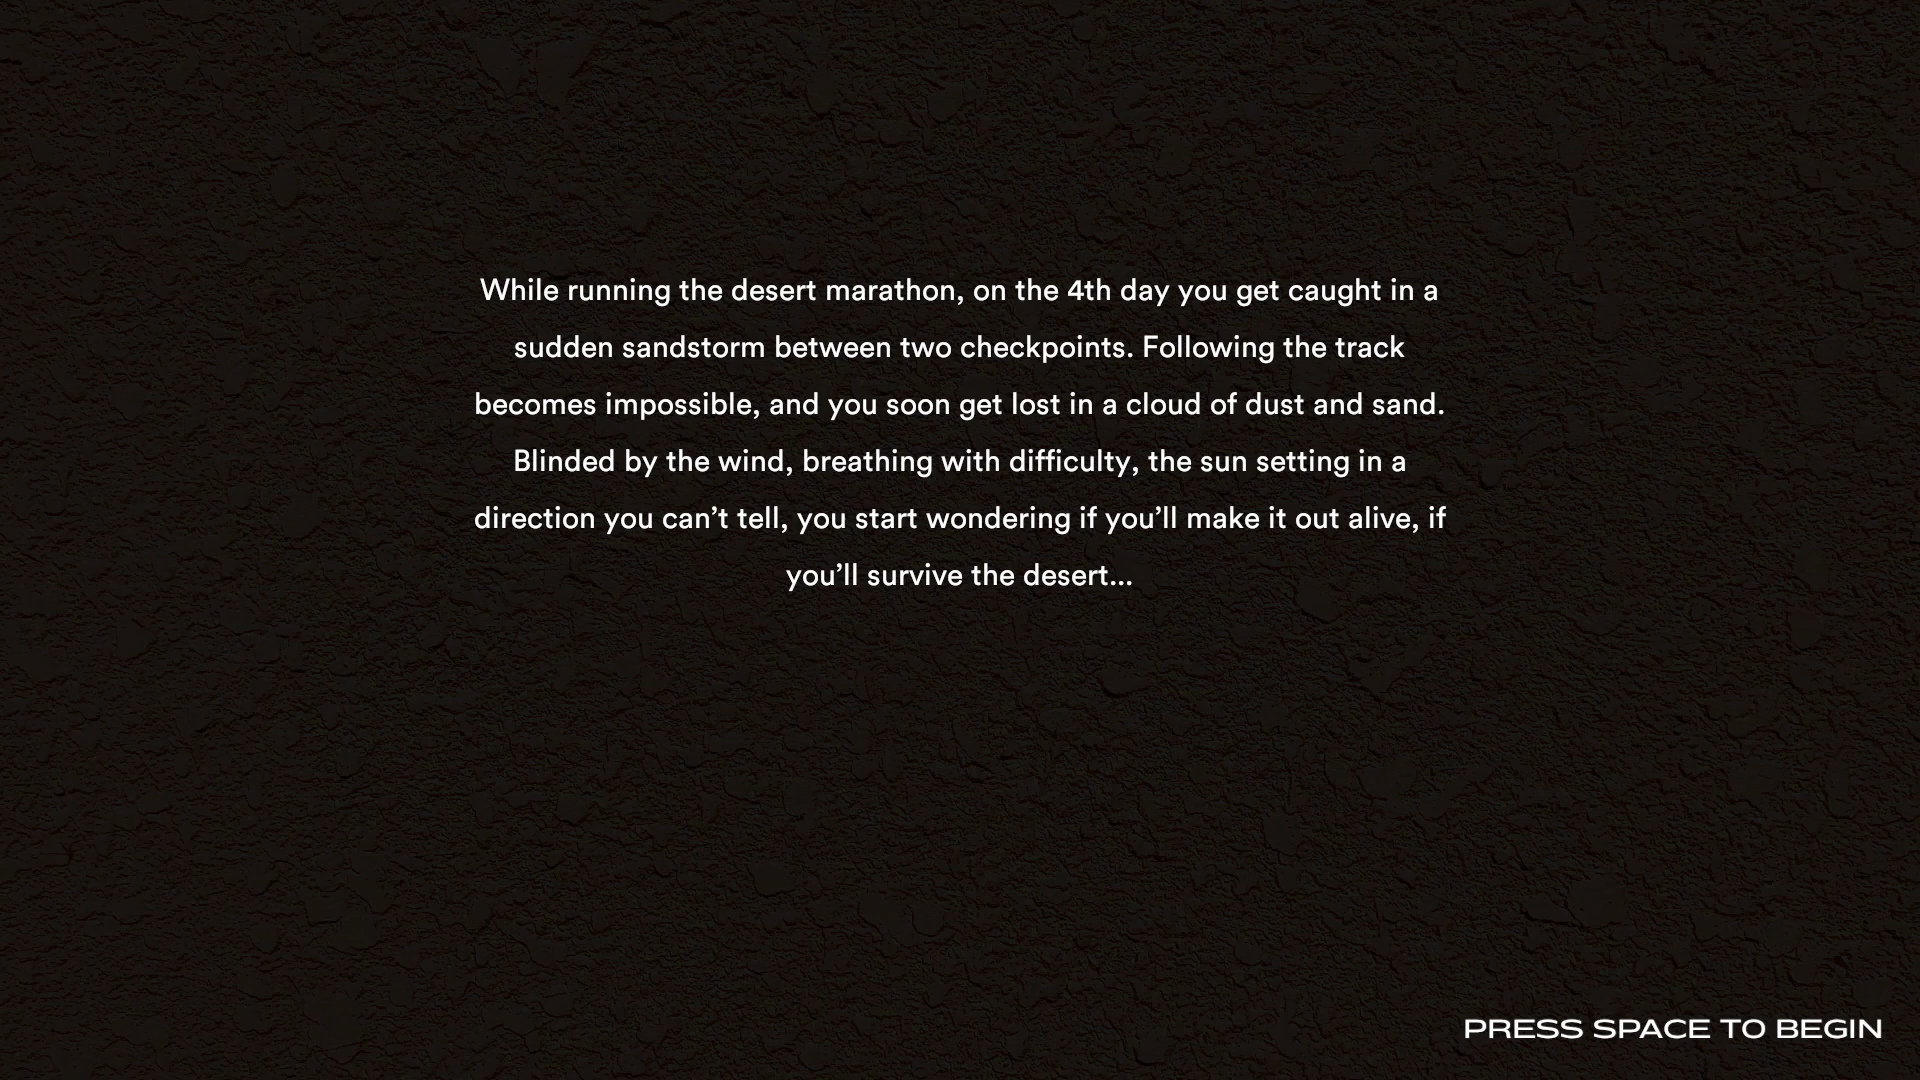 While running the desert marathon, on the 4th day you get caught in a
sudden sandstorm between two checkpoints. Following the track
becomes impossible, and you soon get lost in a cloud of dust and sand.
Blinded by the wind, breathing with difficulty, the sun setting in a
direction you can’t tell, you start wondering if you’ll make it out alive, if
you’ll survive the desert...
PRESS SPACE TO BEGIN